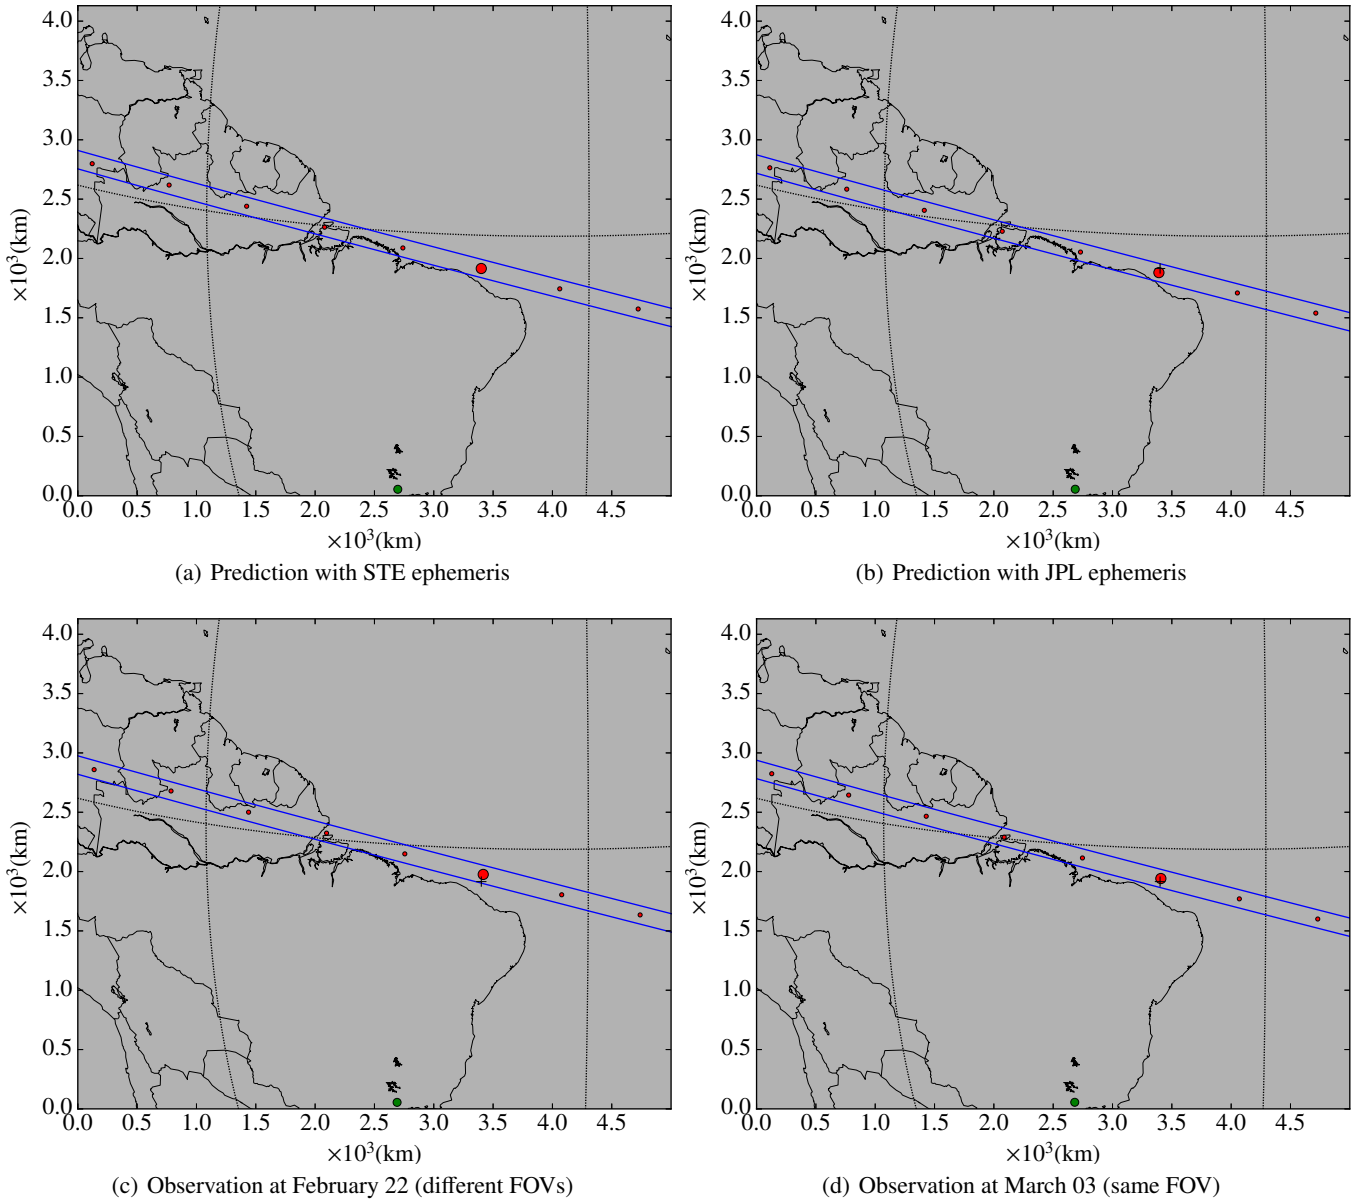 4.0
3.5
3.0
2.5
2.0
1.5
1.0
0.5
0.0
×10³(km)
0.0 0.5 1.0 1.5 2.0 2.5 3.0 3.5 4.0 4.5
×10³(km)
(a) Prediction with STE ephemeris
4.0
3.5
3.0
2.5
2.0
1.5
1.0
0.5
0.0
×10³(km)
0.0 0.5 1.0 1.5 2.0 2.5 3.0 3.5 4.0 4.5
×10³(km)
(b) Prediction with JPL ephemeris
4.0
3.5
3.0
2.5
2.0
1.5
1.0
0.5
0.0
×10³(km)
0.0 0.5 1.0 1.5 2.0 2.5 3.0 3.5 4.0 4.5
×10³(km)
(c) Observation at February 22 (different FOVs)
4.0
3.5
3.0
2.5
2.0
1.5
1.0
0.5
0.0
×10³(km)
0.0 0.5 1.0 1.5 2.0 2.5 3.0 3.5 4.0 4.5
×10³(km)
(d) Observation at March 03 (same FOV)